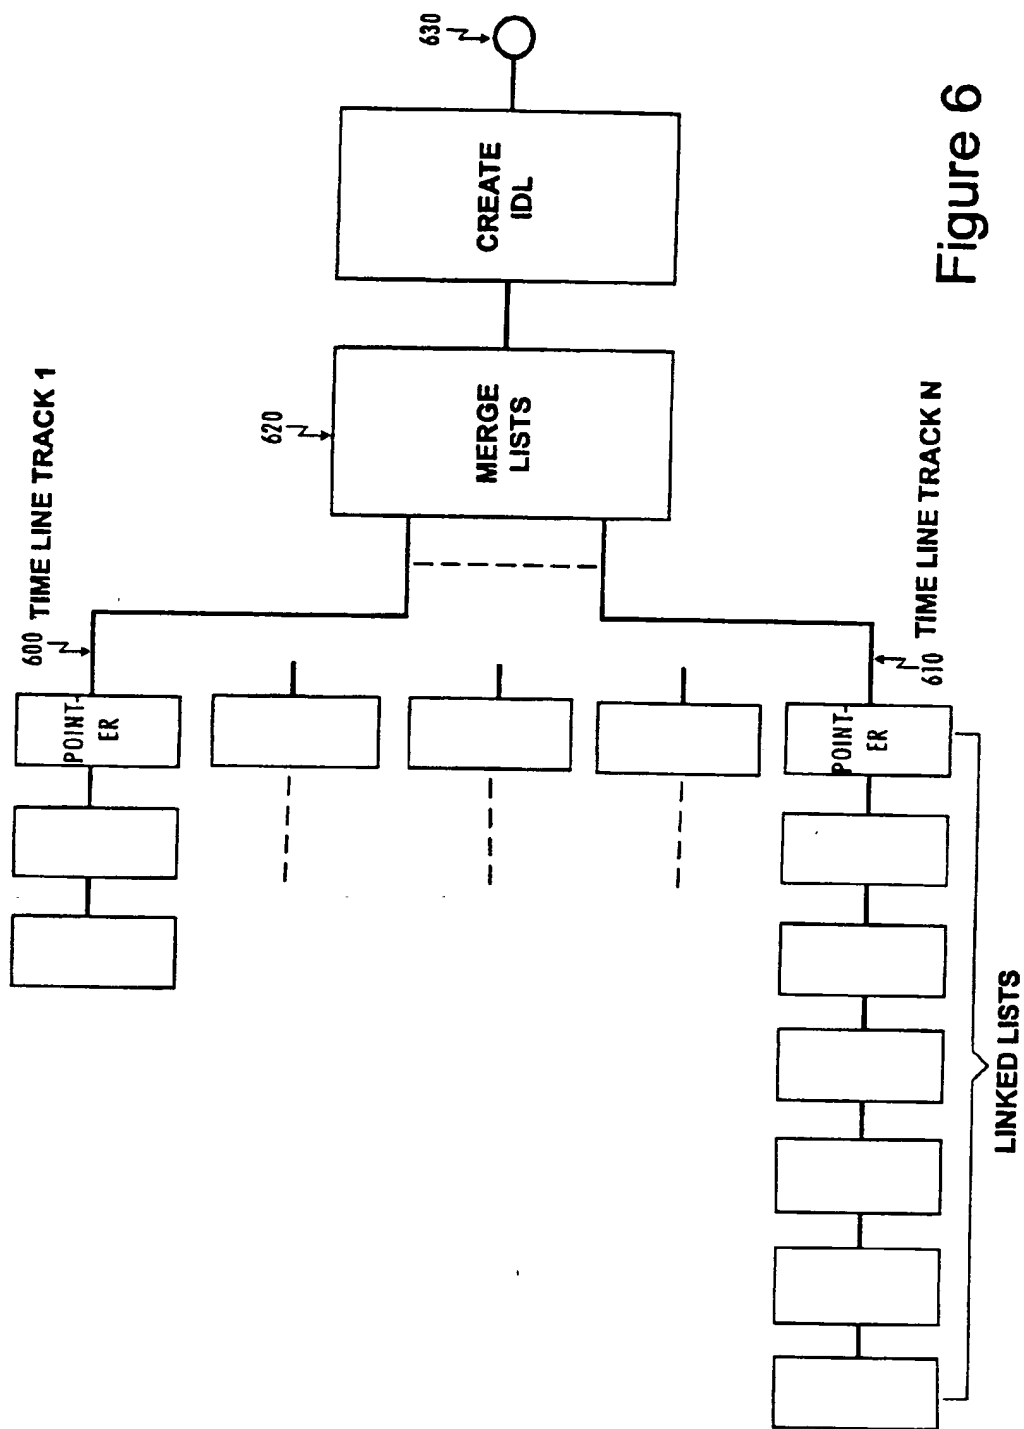 600
TIME LINE TRACK 1
POINT-
ER
620
MERGE
LISTS
CREATE
IDL
630
610
TIME LINE TRACK N
POINT-
ER
LINKED LISTS
Figure 6